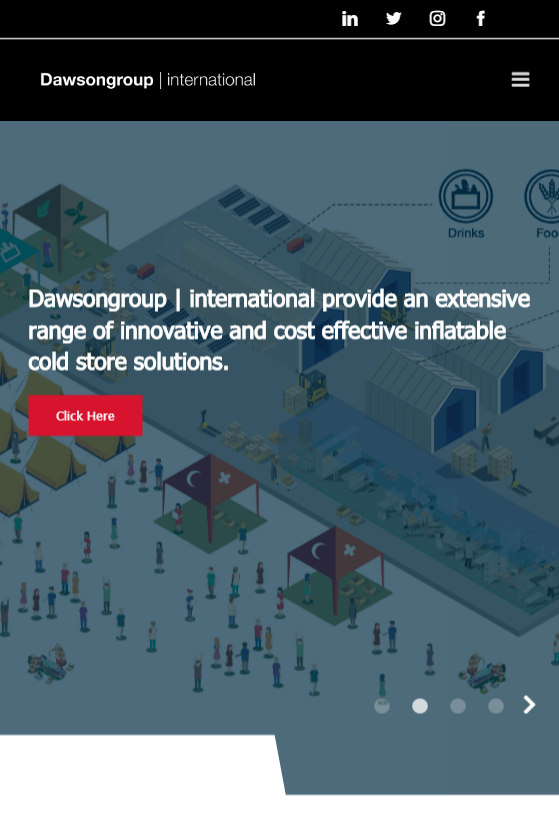 Dawsongroup | international
Drinks
Foo
Dawsongroup | international provide an extensive
range of innovative and cost effective inflatable
cold store solutions.
Click Here